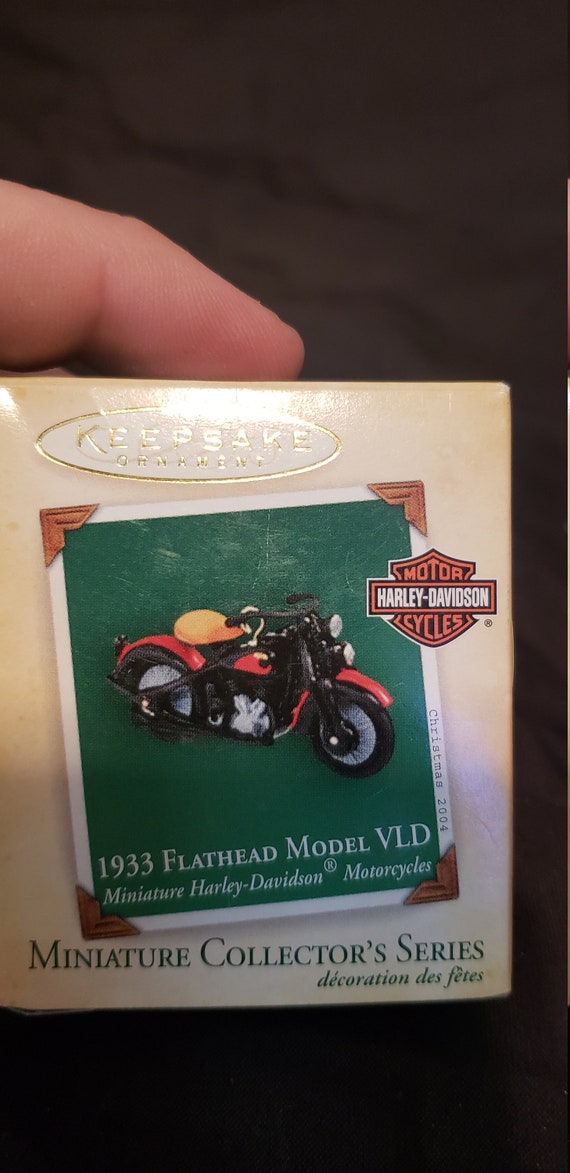 KEEPSAKE
ORNAMENT
MOTOR
HARLEY-DAVIDSON
CYCLES
®
Christmas 2004
1933 FLATHEAD MODEL VLD
Miniature Harley-Davidson® Motorcycles
MINIATURE COLLECTOR'S SERIES
décoration des fêtes